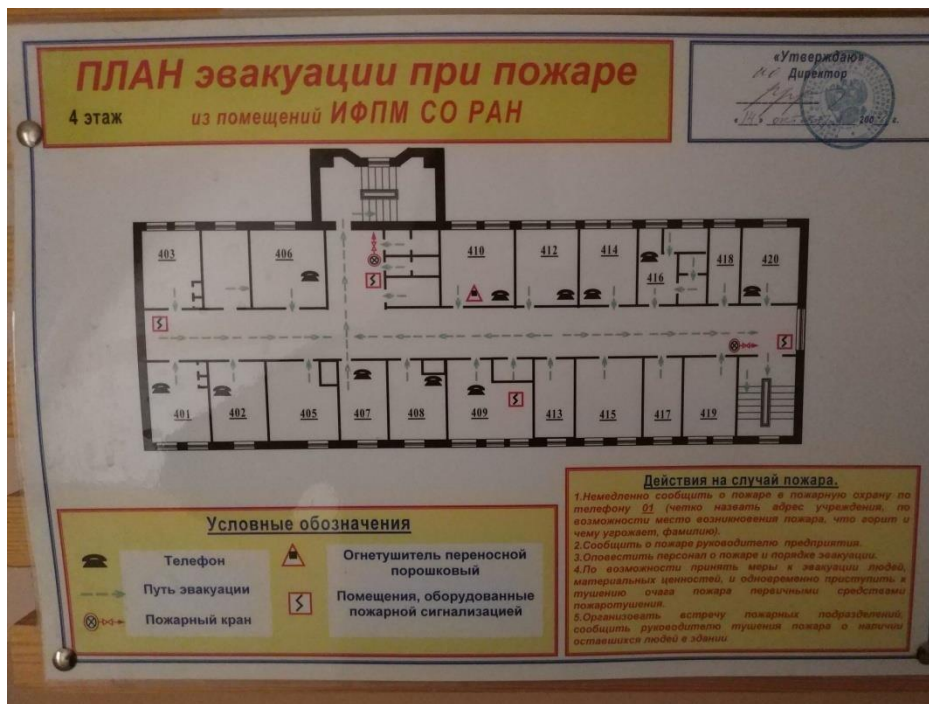 ПЛАН эвакуации при пожаре
4 этаж
из помещений ИФПМ СО РАН
«Утверждаю»
Директор
200 г.
403
406
410
412
414
416
418
420
401
402
405
407
408
409
413
415
417
419
Условные обозначения
Телефон
Путь эвакуации
Пожарный кран
Огнетушитель переносной
порошковый
Помещения, оборудованные
пожарной сигнализацией
Действия на случай пожара.
1.Немедленно сообщить о пожаре в пожарную охрану по
телефону 01 (четко назвать адрес учреждения, по
возможности место возникновения пожара, что горит и
чему угрожает, фамилию).
2.Сообщить о пожаре руководителю предприятия.
3.Оповестить персонал о пожаре и порядке эвакуации.
4.По возможности принять меры к эвакуации людей,
материальных ценностей, и одновременно приступить к
тушению очага пожара первичными средствами
пожаротушения.
5.Организовать встречу пожарных подразделений,
сообщить руководителю тушения пожара о наличии
оставшихся людей в здании